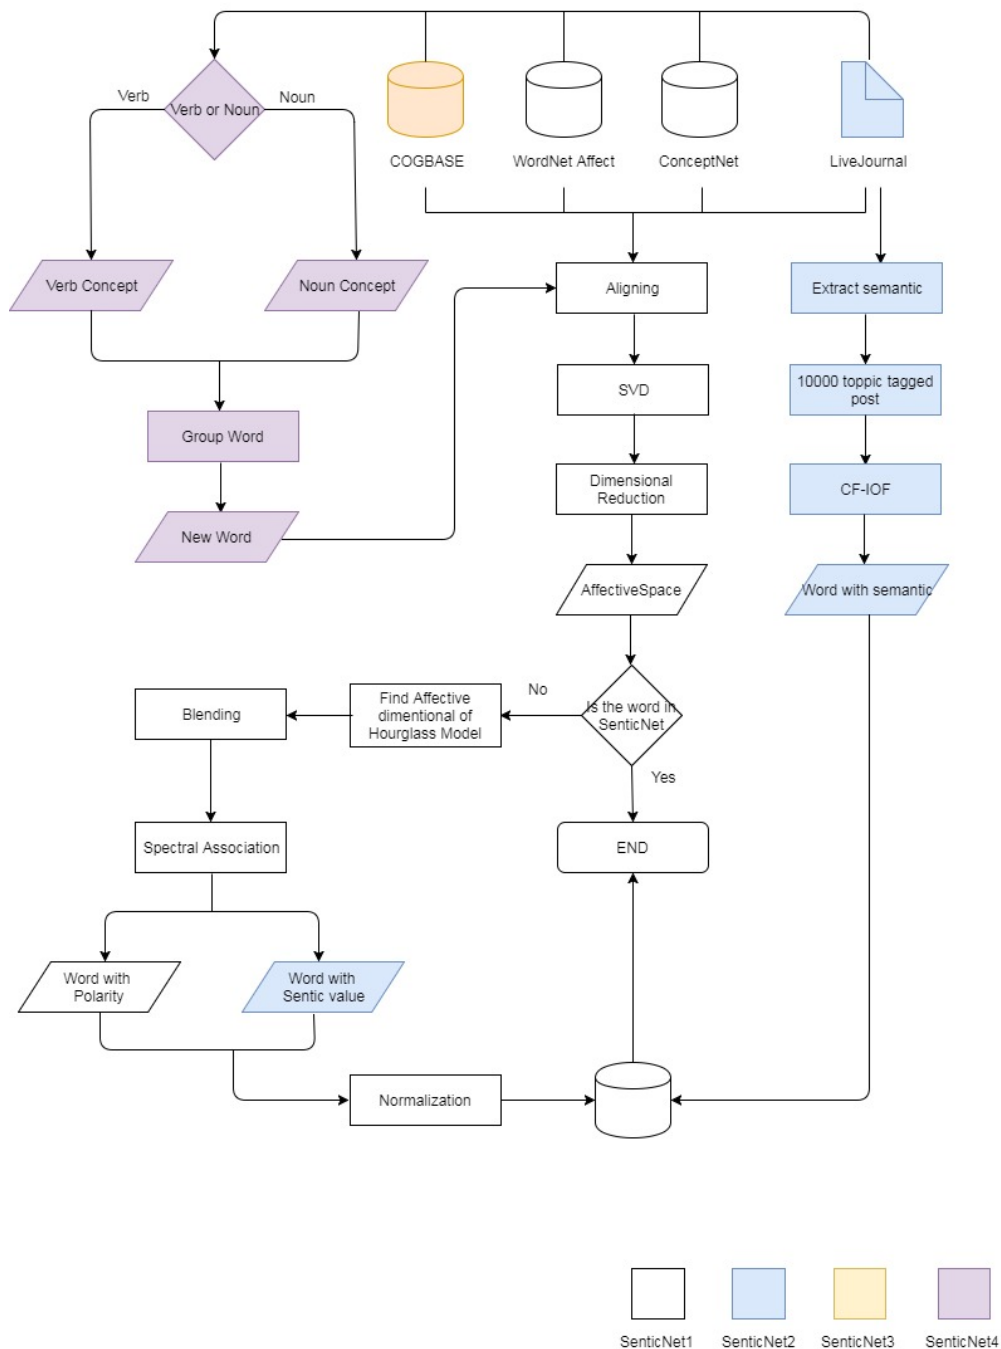 Verb
Noun
Verb or Noun
COGBASE
WordNet Affect
ConceptNet
LiveJournal
Verb Concept
Noun Concept
Aligning
Extract semantic
SVD
10000 toppic tagged
post
Group Word
Dimensional
Reduction
CF-IOF
New Word
AffectiveSpace
Word with semantic
No
Is the word in
SenticNet
Find Affective
dimentional of
Hourglass Model
Blending
Yes
Spectral Association
END
Word with
Polarity
Word with
Sentic value
Normalization
SenticNet1
SenticNet2
SenticNet3
SenticNet4